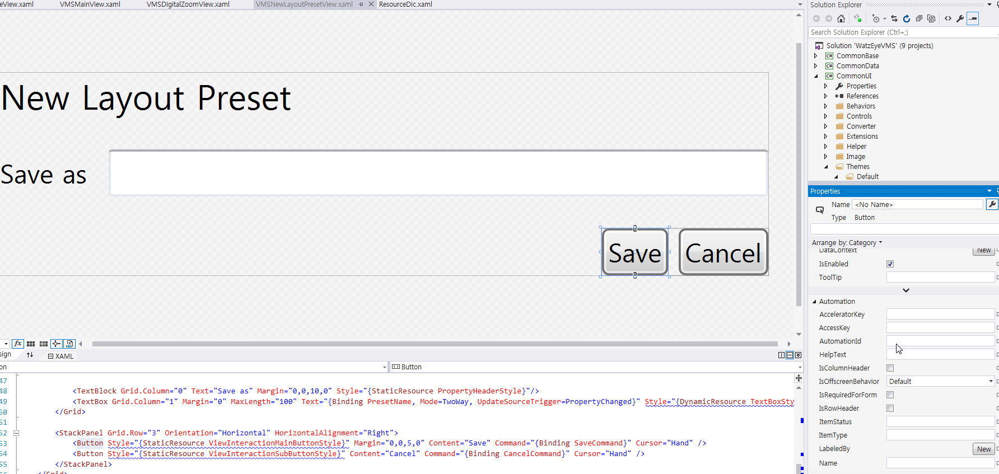 eView.xaml VMSMainView.xaml VMSDigitalZoomView.xaml VMSNewLayoutPresetView.xaml ResourceDic.xaml
New Layout Preset
Save as
Save Cancel
fx
sign XAML
on Button
47
48 <TextBlock Grid.Column="0" Text="Save as" Margin="0,0,10,0" Style="{StaticResource PropertyHeaderStyle}"/>
49 <TextBox Grid.Column="1" Margin="0" MaxLength="100" Text="{Binding PresetName, Mode=TwoWay, UpdateSourceTrigger=PropertyChanged}" Style="{DynamicResource TextBoxSty
50 </Grid>
51
52 <StackPanel Grid.Row="3" Orientation="Horizontal" HorizontalAlignment="Right">
53 <Button Style="{StaticResource ViewInteractionMainButtonStyle}" Margin="0,0,5,0" Content="Save" Command="{Binding SaveCommand}" Cursor="Hand" />
54 <Button Style="{StaticResource ViewInteractionSubButtonStyle}" Content="Cancel" Command="{Binding CancelCommand}" Cursor="Hand" />
55 </StackPanel>
56 </Grid>
Solution Explorer
Search Solution Explorer (Ctrl+;)
Solution 'WatzEyeVMS' (9 projects)
C# CommonBase
C# CommonData
C# CommonUI
Properties
References
Behaviors
Controls
Converter
Extensions
Helper
Image
Themes
Default
Properties
Name <No Name>
Type Button
Arrange by: Category
DataContext New
IsEnabled
ToolTip
Automation
AcceleratorKey
AccessKey
AutomationId
HelpText
IsColumnHeader
IsOffscreenBehavior Default
IsRequiredForForm
IsRowHeader
ItemStatus
ItemType
LabeledBy New
Name